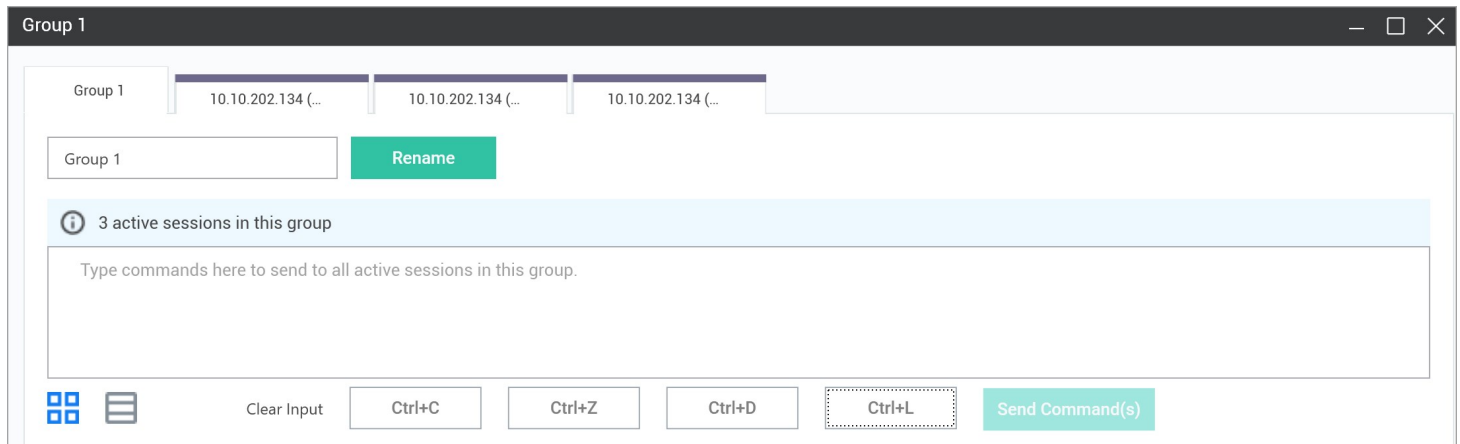 Group 1
Group 1 10.10.202.134 (... 10.10.202.134 (... 10.10.202.134 (...
Group 1 Rename
3 active sessions in this group
Type commands here to send to all active sessions in this group.
Clear Input Ctrl+C Ctrl+Z Ctrl+D Ctrl+L Send Command(s)